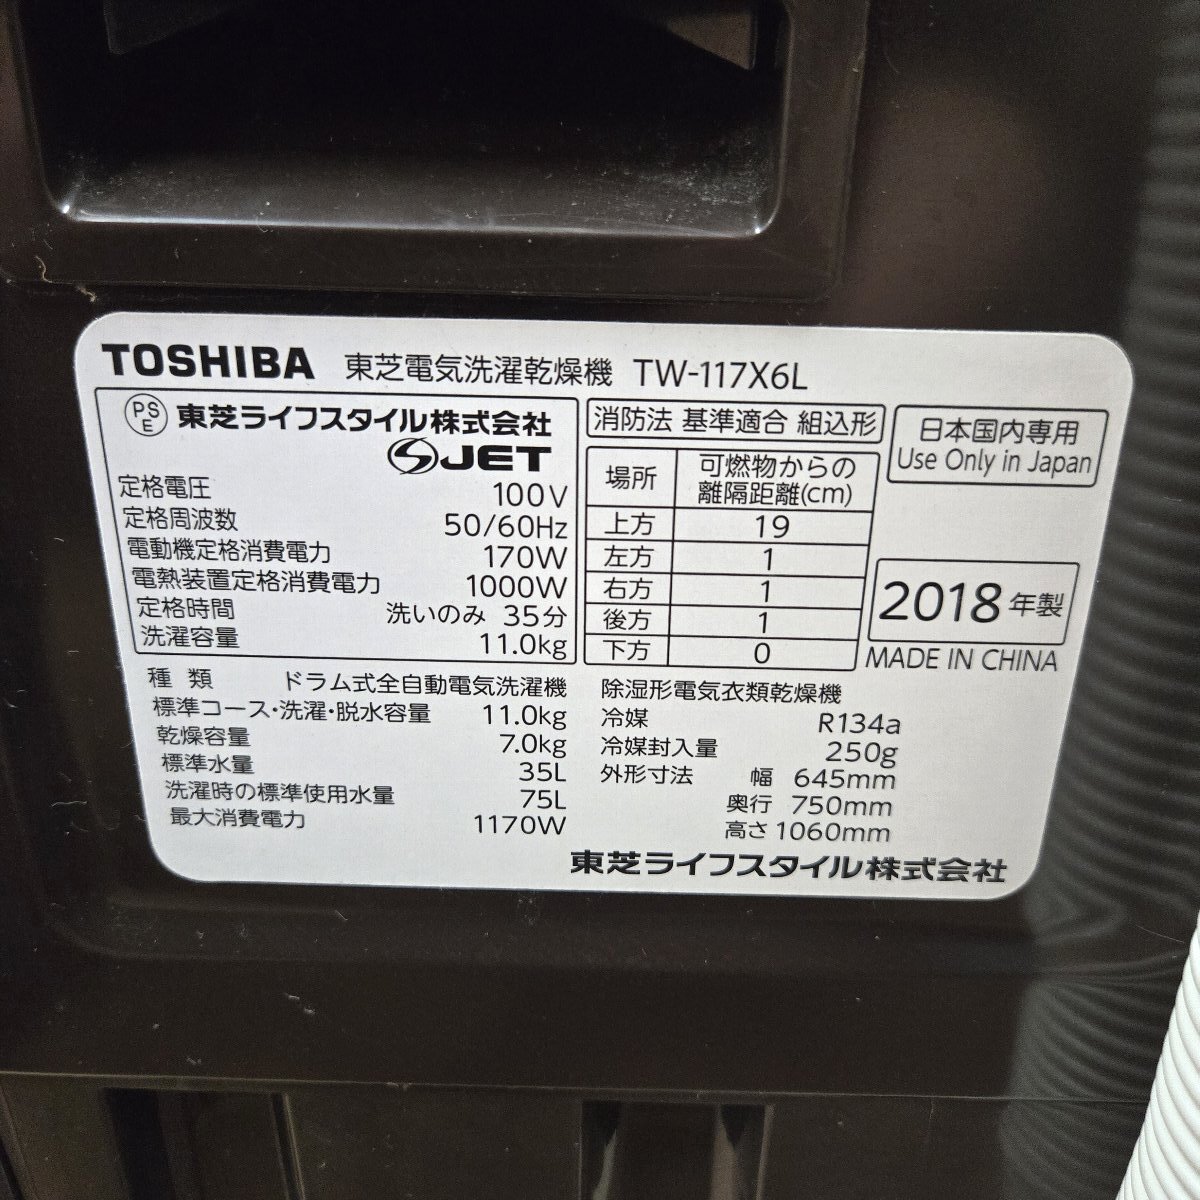 TOSHIBA 東芝電気洗濯乾燥機 TW-117X6L
PSE 東芝ライフスタイル株式会社
SJET
定格電圧 100V
定格周波数 50/60Hz
電動機定格消費電力 170W
電熱装置定格消費電力 1000W
定格時間 洗いのみ 35分
洗濯容量 11.0kg
消防法 基準適合 組込形
場所 可燃物からの離隔距離(cm)
上方 19
左方 1
右方 1
後方 1
下方 0
日本国内専用
Use Only in Japan
2018年製
MADE IN CHINA
種類 ドラム式全自動電気洗濯機
標準コース・洗濯・脱水容量 11.0kg
乾燥容量 7.0kg
標準水量 35L
洗濯時の標準使用水量 75L
最大消費電力 1170W
除湿形電気衣類乾燥機
冷媒 R134a
冷媒封入量 250g
外形寸法 幅 645mm
奥行 750mm
高さ 1060mm
東芝ライフスタイル株式会社